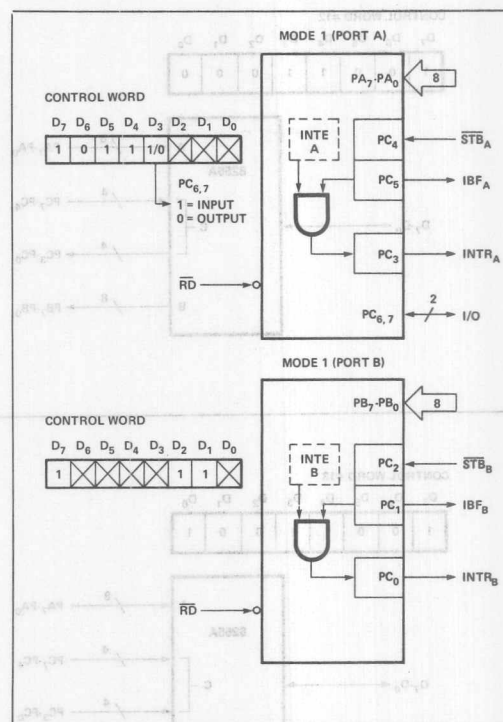 MODE 1 (PORT A)
PA7-PA0
8
CONTROL WORD
D7 D6 D5 D4 D3 D2 D1 D0
1 0 1 1 1/0
PC6,7
1 = INPUT
0 = OUTPUT
INTE
A
PC4
STBA
PC5
IBFA
PC3
INTRA
RD
PC6,7
2
I/O
MODE 1 (PORT B)
PB7-PB0
8
CONTROL WORD
D7 D6 D5 D4 D3 D2 D1 D0
1 1 1
INTE
B
PC2
STBB
PC1
IBFB
PC0
INTRB
RD